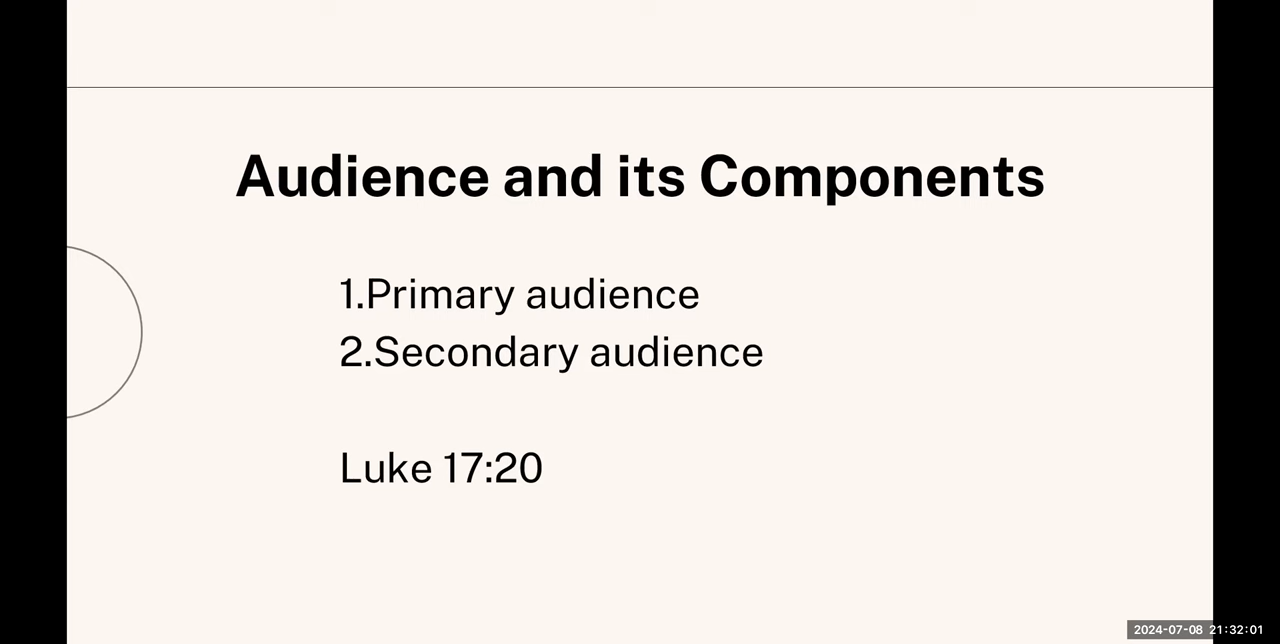 Audience and its Components
1.Primary audience
2.Secondary audience
Luke 17:20
2024-07-08 21:32:01